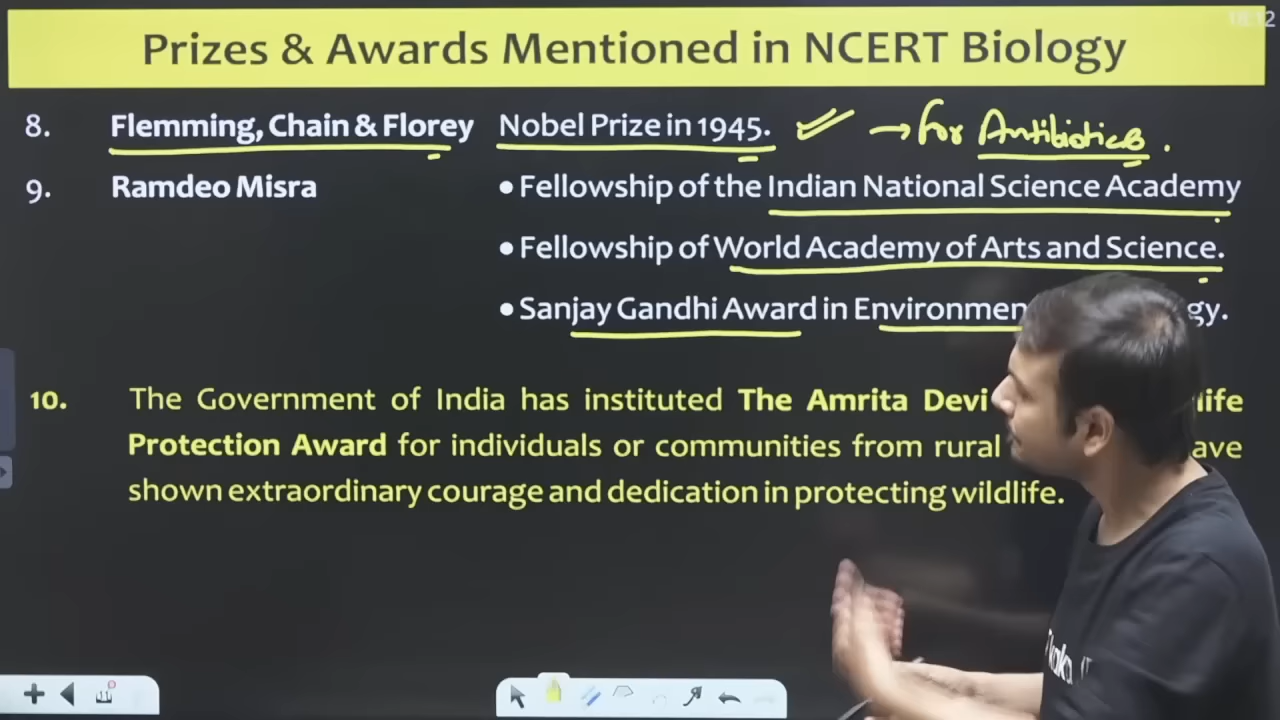 18:12
Prizes & Awards Mentioned in NCERT Biology
8. Flemming, Chain & Florey Nobel Prize in 1945. → for Antibiotics.
9. Ramdeo Misra • Fellowship of the Indian National Science Academy
• Fellowship of World Academy of Arts and Science.
• Sanjay Gandhi Award in Environmen gy.
10. The Government of India has instituted The Amrita Devi life
Protection Award for individuals or communities from rural ave
shown extraordinary courage and dedication in protecting wildlife.